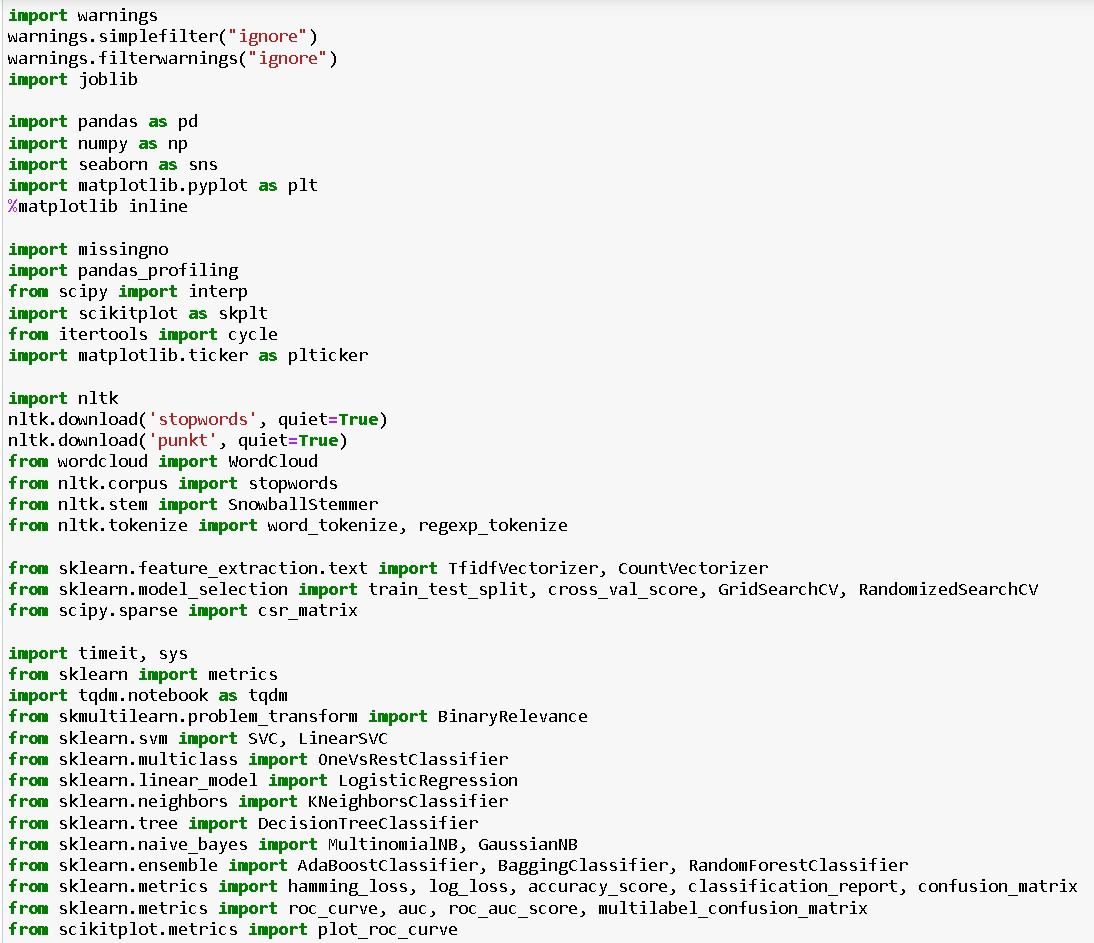 import warnings
warnings.simplefilter("ignore")
warnings.filterwarnings("ignore")
import joblib

import pandas as pd
import numpy as np
import seaborn as sns
import matplotlib.pyplot as plt
%matplotlib inline

import missingno
import pandas_profiling
from scipy import interp
import scikitplot as skplt
from itertools import cycle
import matplotlib.ticker as plticker

import nltk
nltk.download('stopwords', quiet=True)
nltk.download('punkt', quiet=True)
from wordcloud import WordCloud
from nltk.corpus import stopwords
from nltk.stem import SnowballStemmer
from nltk.tokenize import word_tokenize, regexp_tokenize

from sklearn.feature_extraction.text import TfidfVectorizer, CountVectorizer
from sklearn.model_selection import train_test_split, cross_val_score, GridSearchCV, RandomizedSearchCV
from scipy.sparse import csr_matrix

import timeit, sys
from sklearn import metrics
import tqdm.notebook as tqdm
from skmultilearn.problem_transform import BinaryRelevance
from sklearn.svm import SVC, LinearSVC
from sklearn.multiclass import OneVsRestClassifier
from sklearn.linear_model import LogisticRegression
from sklearn.neighbors import KNeighborsClassifier
from sklearn.tree import DecisionTreeClassifier
from sklearn.naive_bayes import MultinomialNB, GaussianNB
from sklearn.ensemble import AdaBoostClassifier, BaggingClassifier, RandomForestClassifier
from sklearn.metrics import hamming_loss, log_loss, accuracy_score, classification_report, confusion_matrix
from sklearn.metrics import roc_curve, auc, roc_auc_score, multilabel_confusion_matrix
from scikitplot.metrics import plot_roc_curve